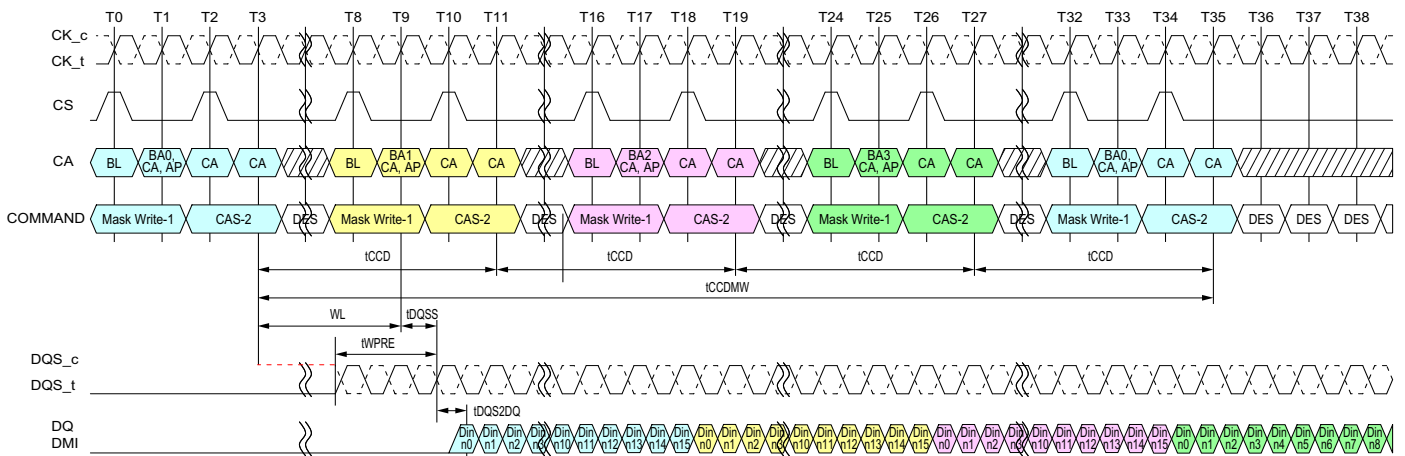 T0 T1 T2 T3 T8 T9 T10 T11 T16 T17 T18 T19 T24 T25 T26 T27 T32 T33 T34 T35 T36 T37 T38
CK_c
CK_t
CS
BA0, BA1 BA2 BA3 BA0,
CA BL CA, AP CA CA BL CA, AP CA CA BL CA, AP CA CA BL CA, AP CA CA BL CA, AP CA CA
COMMAND Mask Write-1 CAS-2 DES Mask Write-1 CAS-2 DES Mask Write-1 CAS-2 DES Mask Write-1 CAS-2 DES Mask Write-1 CAS-2 DES DES DES
tCCD tCCD tCCD tCCD
tCCDMW
WL tDQSS
tWPRE
DQS_c
DQS_t
tDQS2DQ
DQ
DMI
Din Din Din Din Din Din Din Din Din Din Din Din Din Din Din Din Din Din Din Din Din Din Din Din Din Din Din Din Din Din Din Din Din Din Din Din Din Din Din
n0 n1 n2 n10 n11 n12 n13 n14 n15 n0 n1 n2 n10 n11 n12 n13 n14 n15 n0 n1 n2 n10 n11 n12 n13 n14 n15 n0 n1 n2 n3 n4 n5 n6 n7 n8